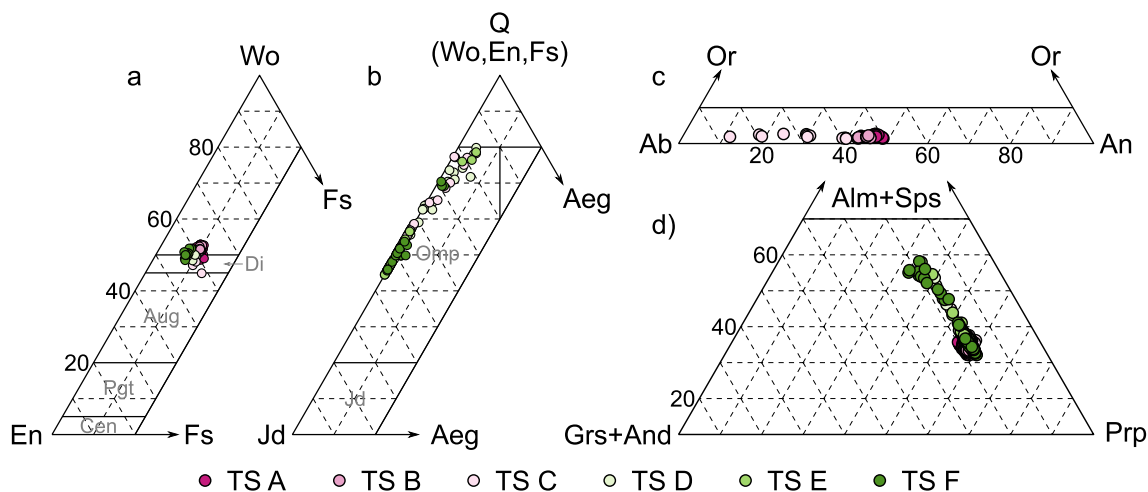 Q
(Wo,En,Fs)
Wo
a
b
c
Or
Or
80
Ab
20
40
60
80
An
Fs
Aeg
Alm+Sps
60
d)
Omp
60
Di
40
Aug
40
20
Pgt
Jd
20
Cen
En
Fs
Jd
Aeg
Grs+And
Prp
TS A
TS B
TS C
TS D
TS E
TS F